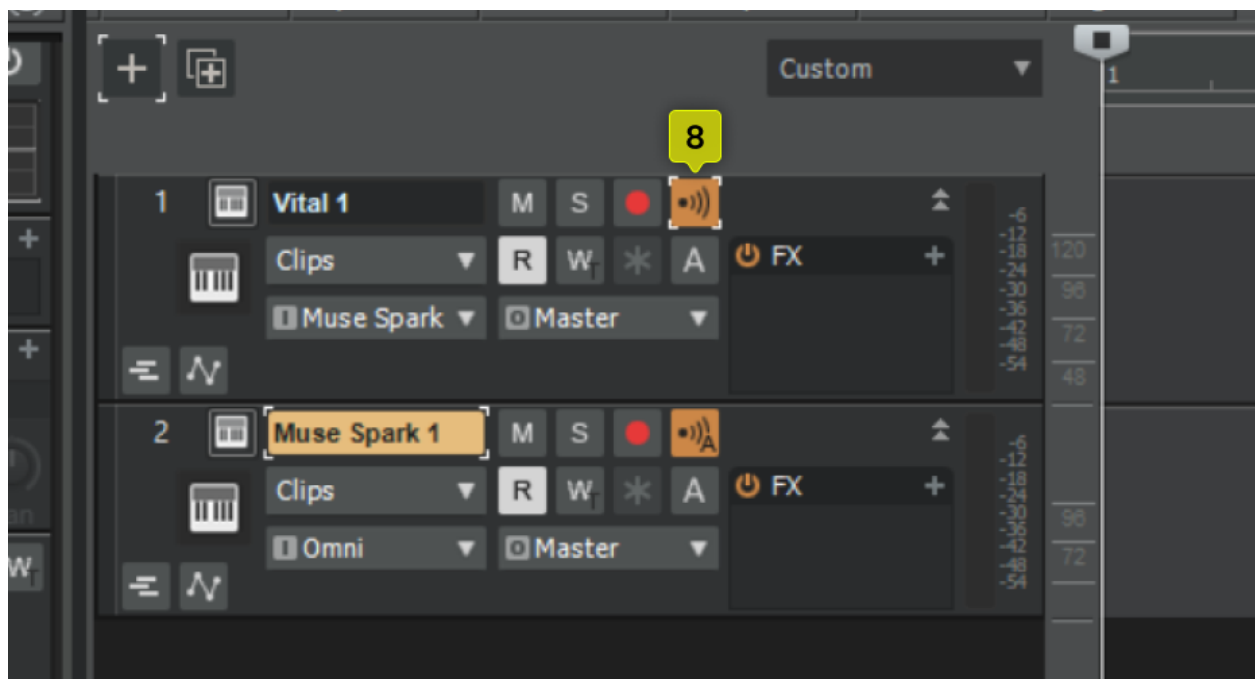 Custom
1
8
1 Vital 1 M S
Clips R W T * A FX +
I Muse Spark O Master
-6
-12
-18
-24
-30
-36
-42
-48
-54
120
96
72
48
2 Muse Spark 1 M S A
Clips R W T * A FX +
I Omni O Master
-6
-12
-18
-24
-30
-36
-42
-48
-54
96
72
an
W T